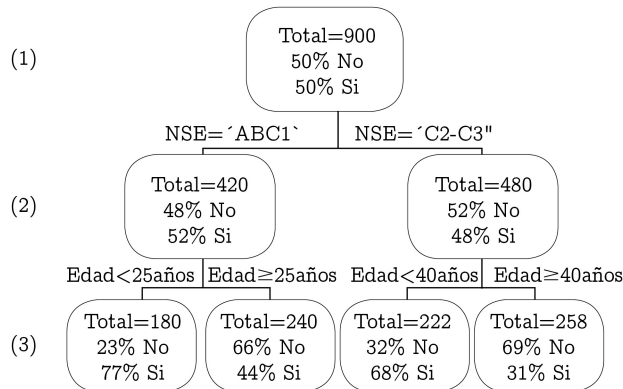 (1)
Total=900
50% No
50% Si
NSE=´ABC1` NSE=´C2-C3"
(2)
Total=420
48% No
52% Si
Total=480
52% No
48% Si
Edad<25años Edad≥25años Edad<40años Edad≥40años
(3)
Total=180
23% No
77% Si
Total=240
66% No
44% Si
Total=222
32% No
68% Si
Total=258
69% No
31% Si